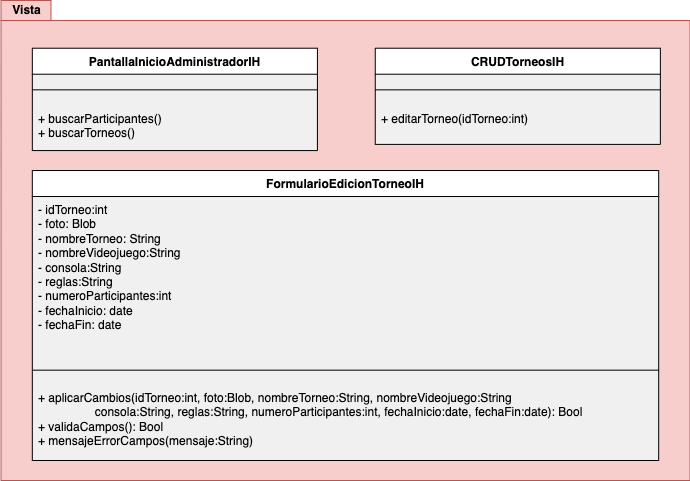 Vista
PantallaInicioAdministradorIH
+ buscarParticipantes()
+ buscarTorneos()
CRUDTorneosIH
+ editarTorneo(idTorneo:int)
FormularioEdicionTorneoIH
- idTorneo:int
- foto: Blob
- nombreTorneo: String
- nombreVideojuego:String
- consola:String
- reglas:String
- numeroParticipantes:int
- fechaInicio: date
- fechaFin: date
+ aplicarCambios(idTorneo:int, foto:Blob, nombreTorneo:String, nombreVideojuego:String
consola:String, reglas:String, numeroParticipantes:int, fechaInicio:date, fechaFin:date): Bool
+ validaCampos(): Bool
+ mensajeErrorCampos(mensaje:String)